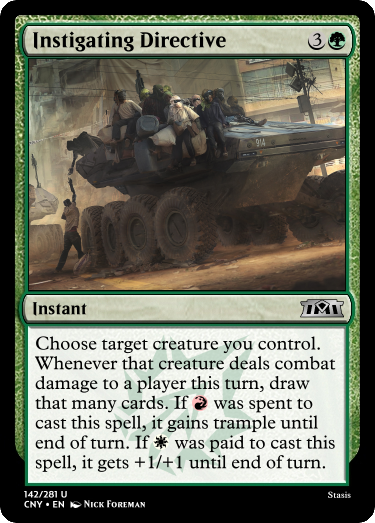 Instigating Directive 3
914
Instant
Choose target creature you control.
Whenever that creature deals combat
damage to a player this turn, draw
that many cards. If was spent to
cast this spell, it gains trample until
end of turn. If was paid to cast this
spell, it gets +1/+1 until end of turn.
142/281 U
Stasis
CNY • EN Nick Foreman